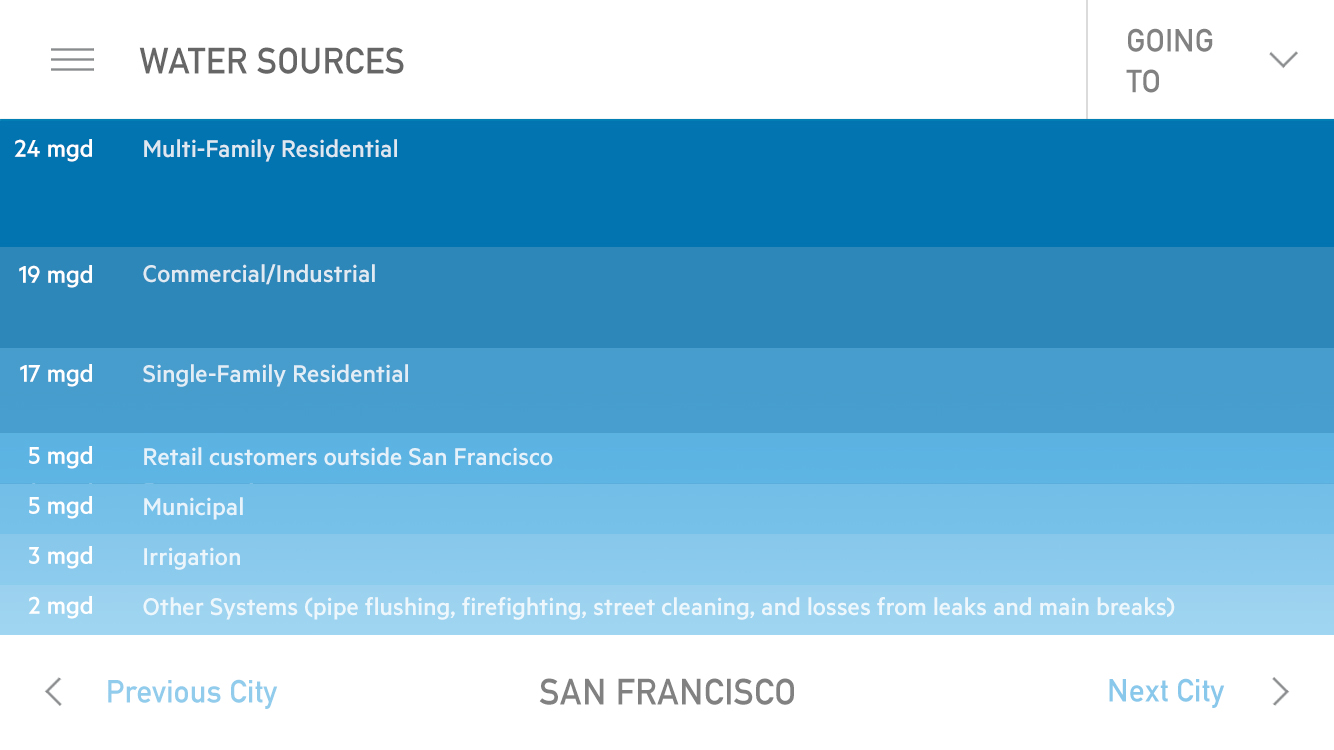 WATER SOURCES
GOING
TO
24 mgd Multi-Family Residential
19 mgd Commercial/Industrial
17 mgd Single-Family Residential
5 mgd Retail customers outside San Francisco
5 mgd Municipal
3 mgd Irrigation
2 mgd Other Systems (pipe flushing, firefighting, street cleaning, and losses from leaks and main breaks)
Previous City SAN FRANCISCO Next City